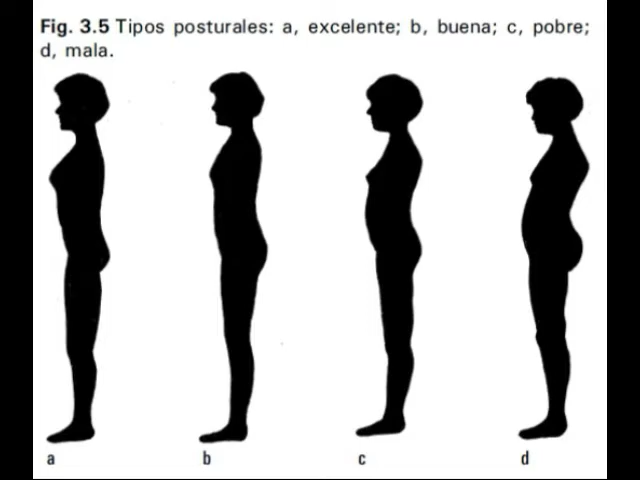 Fig. 3.5 Tipos posturales: a, excelente; b, buena; c, pobre;
d, mala.
a b c d